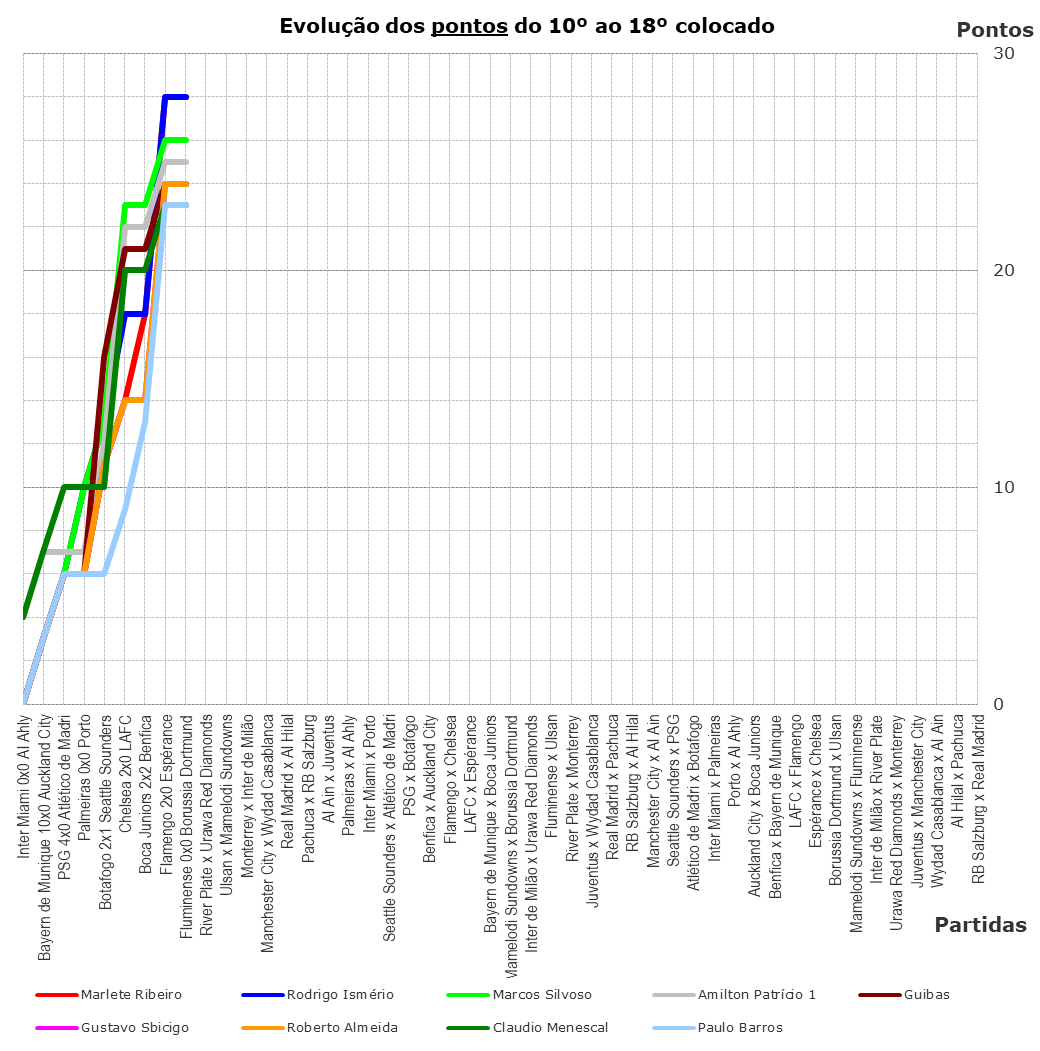 Evolução dos pontos do 10º ao 18º colocado
Pontos
30
20
10
0
Inter Miami 0x0 Al Ahly
Bayern de Munique 10x0 Auckland City
PSG 4x0 Atlético de Madri
Palmeiras 0x0 Porto
Botafogo 2x1 Seattle Sounders
Chelsea 2x0 LAFC
Boca Juniors 2x2 Benfica
Flamengo 2x0 Espérance
Fluminense 0x0 Borussia Dortmund
River Plate x Urawa Red Diamonds
Ulsan x Mamelodi Sundowns
Monterrey x Inter de Milão
Manchester City x Wydad Casablanca
Real Madrid x Al Hilal
Pachuca x RB Salzburg
Al Ain x Juventus
Palmeiras x Al Ahly
Inter Miami x Porto
Seattle Sounders x Atlético de Madri
PSG x Botafogo
Benfica x Auckland City
Flamengo x Chelsea
LAFC x Espérance
Bayern de Munique x Boca Juniors
Mamelodi Sundowns x Borussia Dortmund
Inter de Milão x Urawa Red Diamonds
Fluminense x Ulsan
River Plate x Monterrey
Juventus x Wydad Casablanca
Real Madrid x Pachuca
RB Salzburg x Al Hilal
Manchester City x Al Ain
Seattle Sounders x PSG
Atlético de Madri x Botafogo
Inter Miami x Palmeiras
Porto x Al Ahly
Auckland City x Boca Juniors
Benfica x Bayern de Munique
LAFC x Flamengo
Espérance x Chelsea
Borussia Dortmund x Ulsan
Mamelodi Sundowns x Fluminense
Inter de Milão x River Plate
Urawa Red Diamonds x Monterrey
Juventus x Manchester City
Wydad Casablanca x Al Ain
Al Hilal x Pachuca
RB Salzburg x Real Madrid
Partidas
Marlete Ribeiro
Rodrigo Ismério
Marcos Silvoso
Amilton Patrício 1
Guibas
Gustavo Sbicigo
Roberto Almeida
Claudio Menescal
Paulo Barros